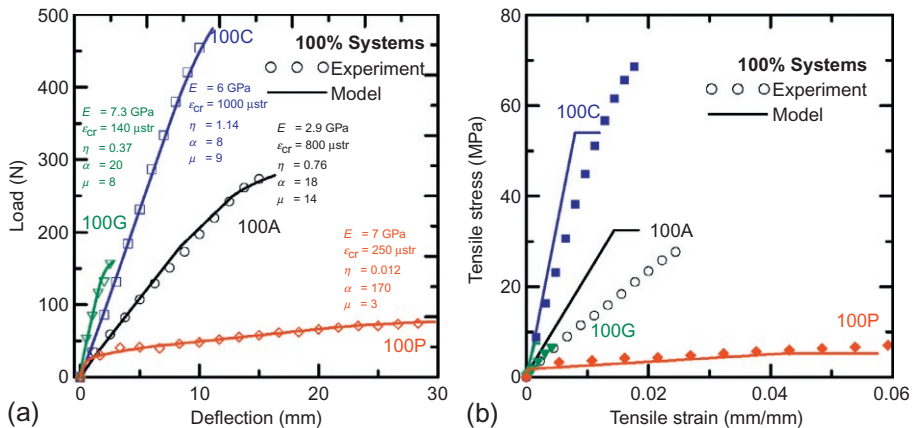 500
400
300
200
100
0
Load (N)
0
10
20
30
Deflection (mm)
(a)
100C
100% Systems
Experiment
Model
E = 7.3 GPa
εcr = 140 μstr
η = 0.37
α = 20
μ = 8
E = 6 GPa
εcr = 1000 μstr
η = 1.14
α = 8
μ = 9
E = 2.9 GPa
εcr = 800 μstr
η = 0.76
α = 18
μ = 14
100G
100A
E = 7 GPa
εcr = 250 μstr
η = 0.012
α = 170
μ = 3
100P
80
60
40
20
0
Tensile stress (MPa)
0
0.02
0.04
0.06
Tensile strain (mm/mm)
(b)
100% Systems
Experiment
Model
100C
100A
100G
100P